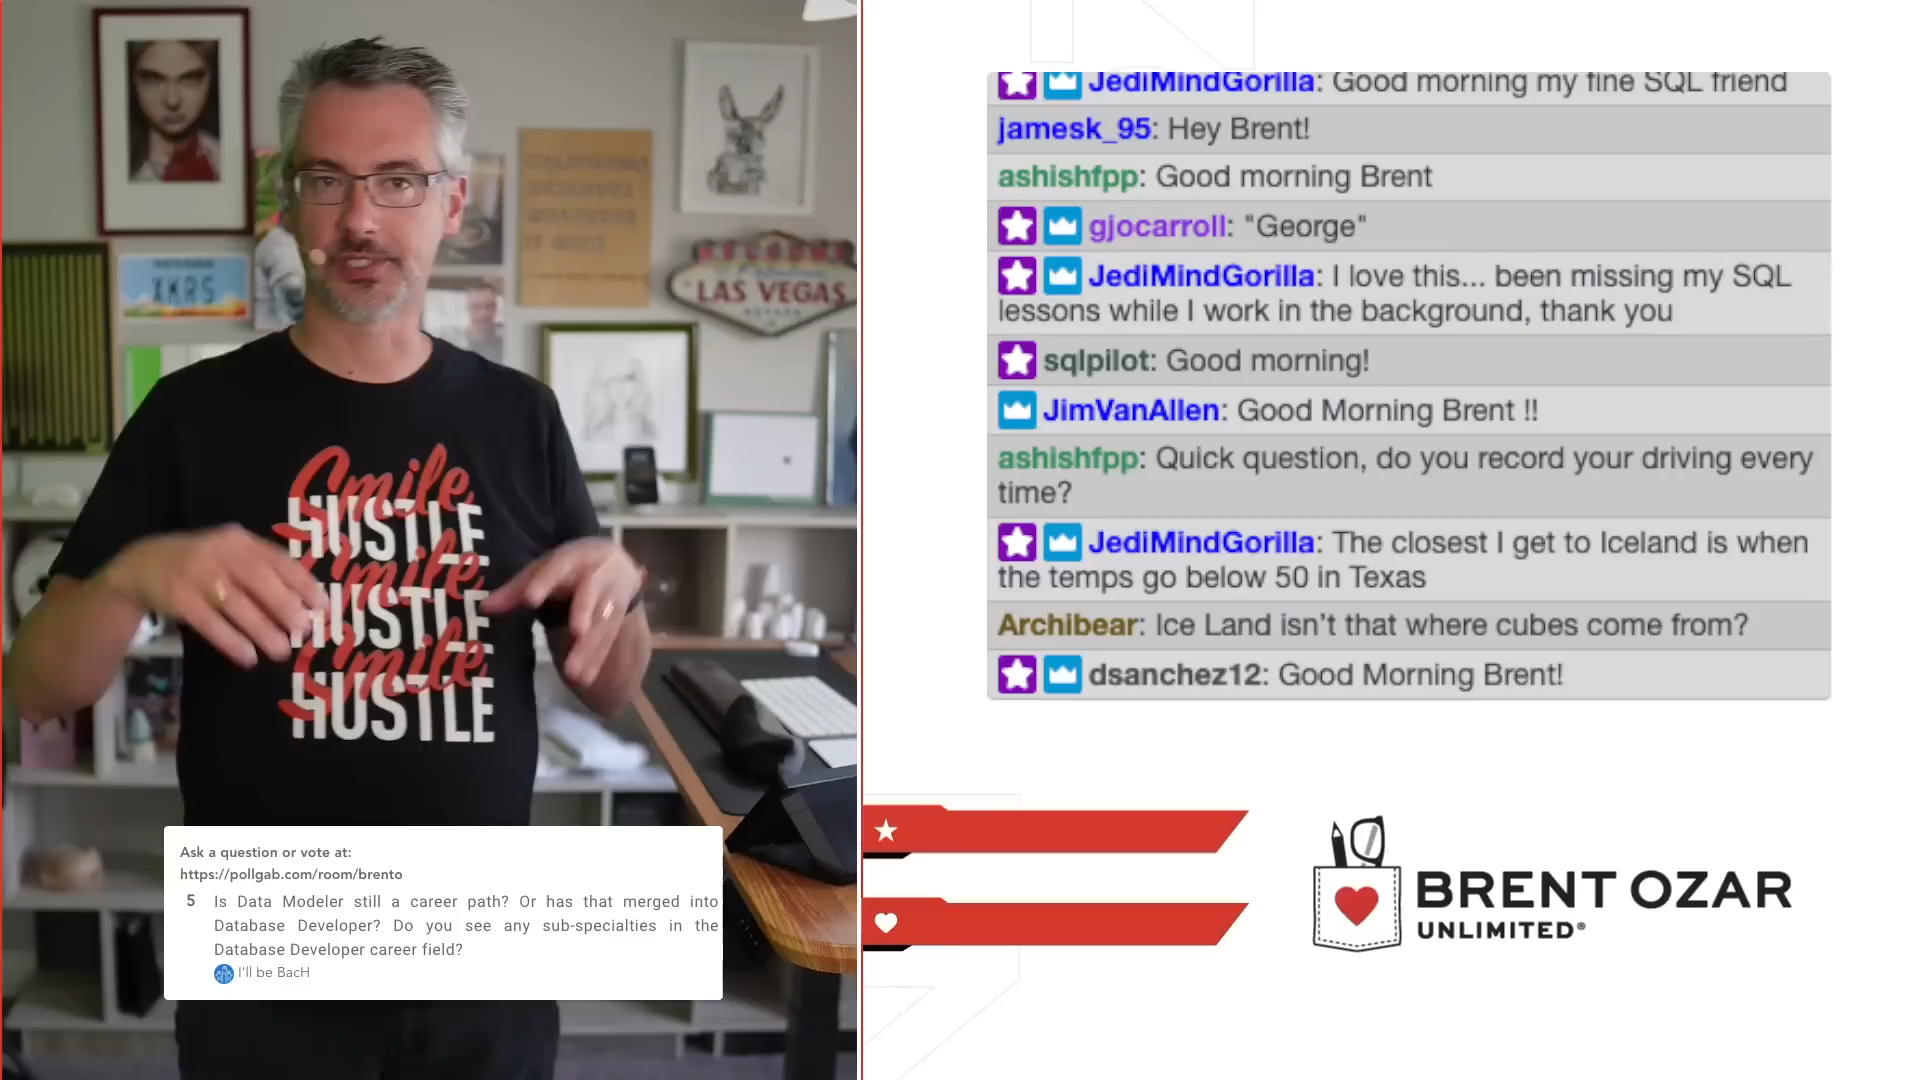 XKRS
WELCOME
TO Fabulous
LAS VEGAS
NEVADA
Smile
HUSTLE
Smile
HUSTLE
Smile
HUSTLE
Ask a question or vote at:
https://pollgab.com/room/brento
5 Is Data Modeler still a career path? Or has that merged into
Database Developer? Do you see any sub-specialties in the
Database Developer career field?
I'll be BacH
JediMindGorilla: Good morning my fine SQL friend
jamesk_95: Hey Brent!
ashishfpp: Good morning Brent
gjocarroll: "George"
JediMindGorilla: I love this... been missing my SQL
lessons while I work in the background, thank you
sqlpilot: Good morning!
JimVanAllen: Good Morning Brent !!
ashishfpp: Quick question, do you record your driving every
time?
JediMindGorilla: The closest I get to Iceland is when
the temps go below 50 in Texas
Archibear: Ice Land isn’t that where cubes come from?
dsanchez12: Good Morning Brent!
BRENT OZAR
UNLIMITED®